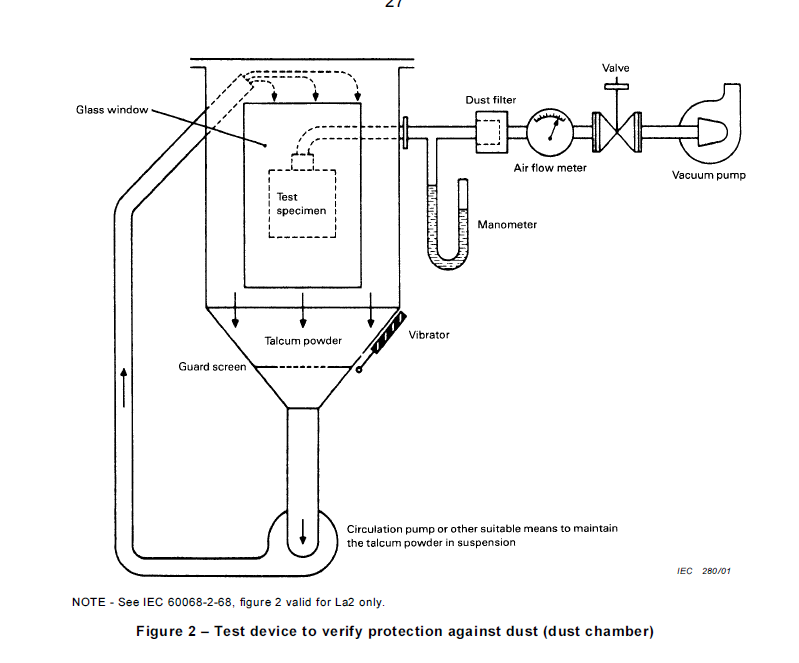 27
Valve
Glass window
Dust filter
Air flow meter
Vacuum pump
Test
specimen
Manometer
Talcum powder
Vibrator
Guard screen
Circulation pump or other suitable means to maintain
the talcum powder in suspension
IEC 280/01
NOTE - See IEC 60068-2-68, figure 2 valid for La2 only.
Figure 2 – Test device to verify protection against dust (dust chamber)